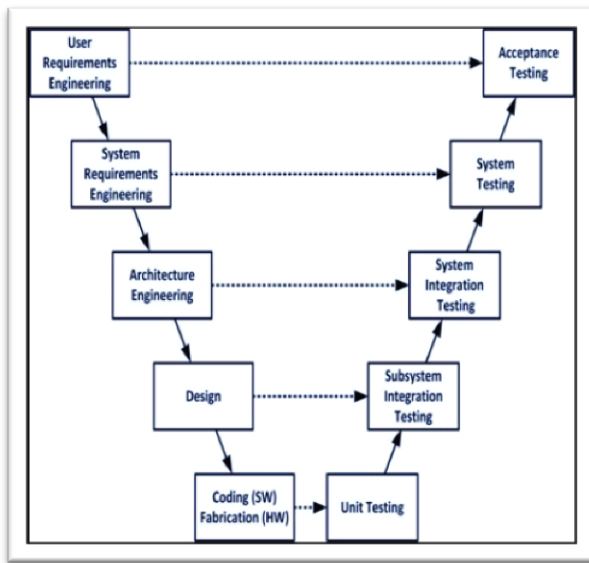 User
Requirements
Engineering
Acceptance
Testing
System
Requirements
Engineering
System
Testing
Architecture
Engineering
System
Integration
Testing
Design
Subsystem
Integration
Testing
Coding (SW)
Fabrication (HW)
Unit Testing